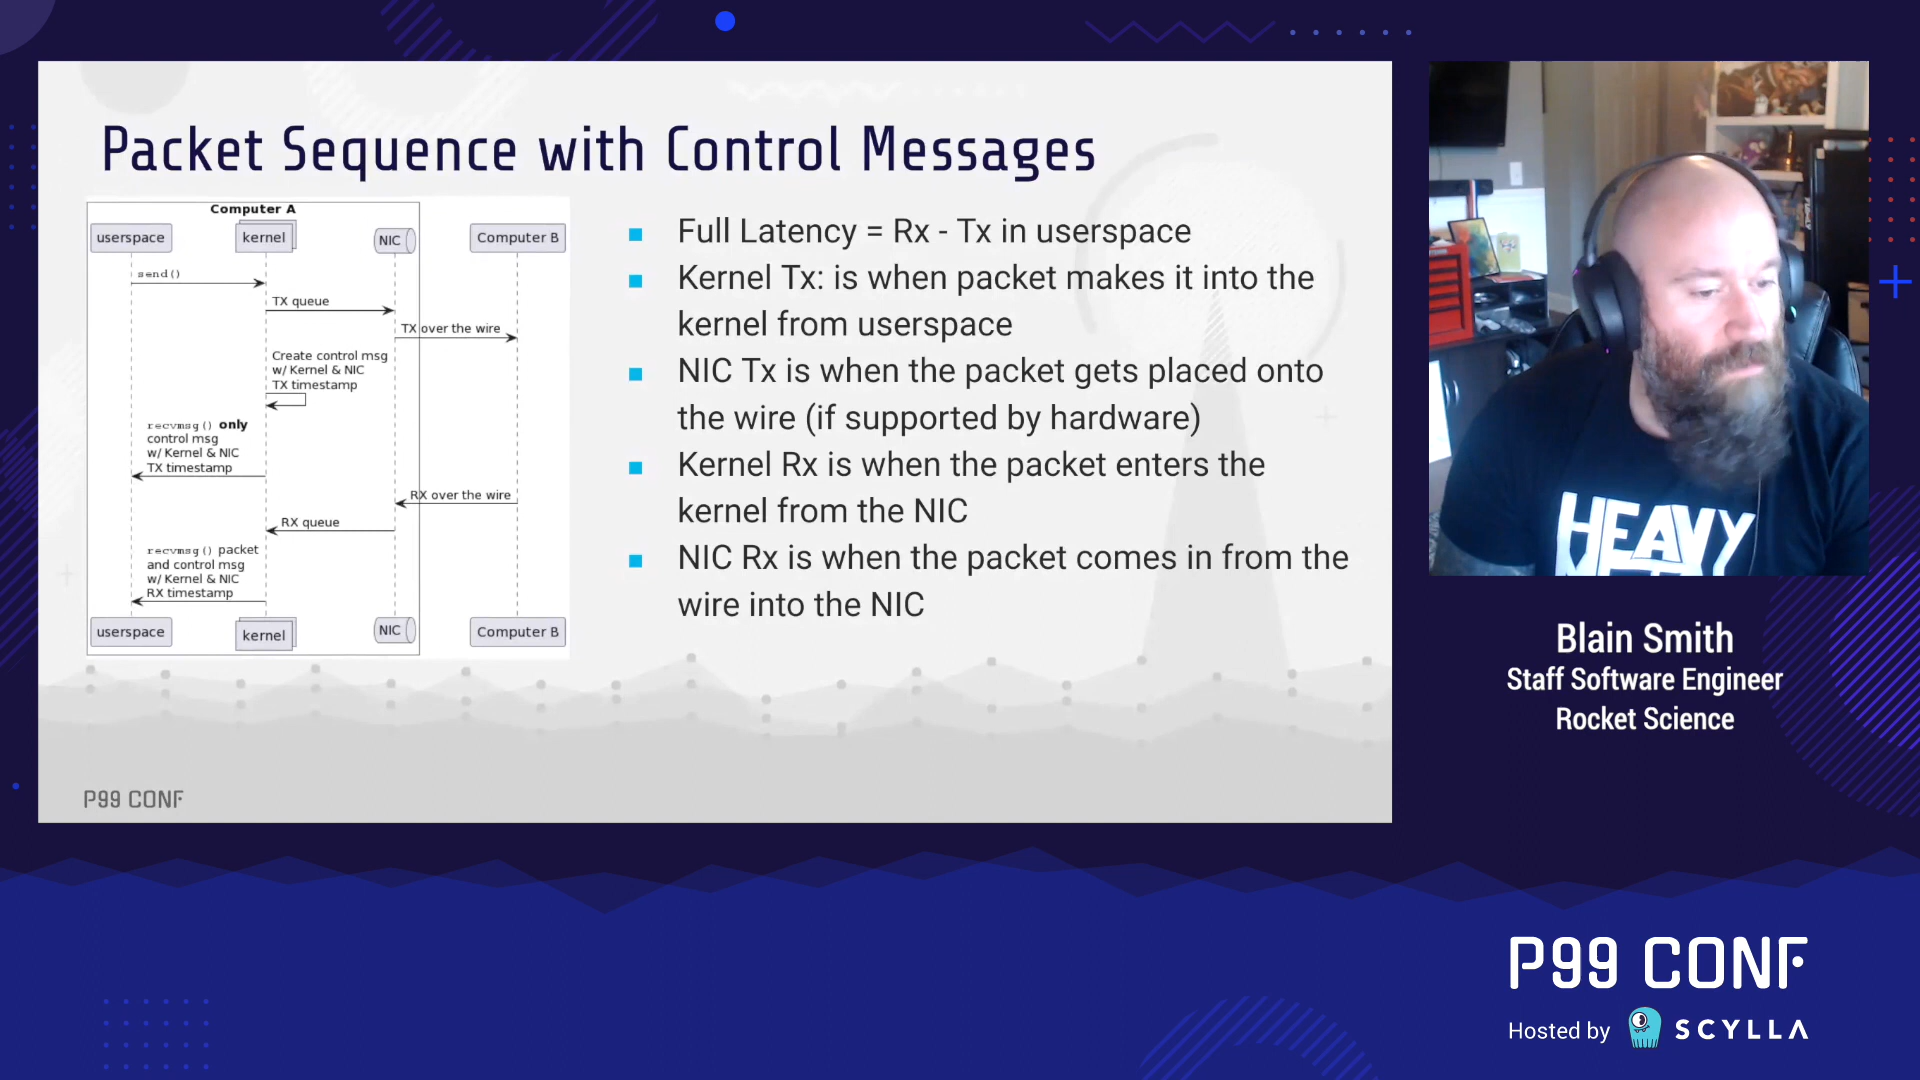 Packet Sequence with Control Messages
Computer A
userspace
kernel
NIC
Computer B
send()
TX queue
TX over the wire
Create control msg
w/ Kernel & NIC
TX timestamp
recvmsg() only
control msg
w/ Kernel & NIC
TX timestamp
RX over the wire
RX queue
recvmsg() packet
and control msg
w/ Kernel & NIC
RX timestamp
userspace
kernel
NIC
Computer B
Full Latency = Rx - Tx in userspace
Kernel Tx: is when packet makes it into the
kernel from userspace
NIC Tx is when the packet gets placed onto
the wire (if supported by hardware)
Kernel Rx is when the packet enters the
kernel from the NIC
NIC Rx is when the packet comes in from the
wire into the NIC
P99 CONF
HEAVY
Blain Smith
Staff Software Engineer
Rocket Science
P99 CONF
Hosted by SCYLLA